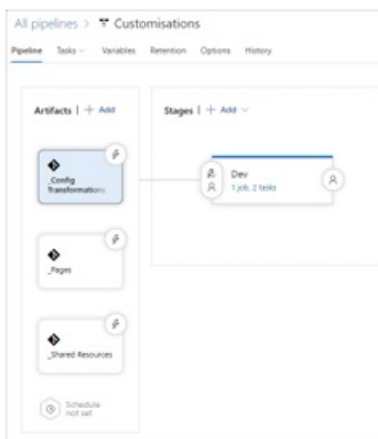 All pipelines > Customisations
Pipeline Tasks Variables Retention Options History
Artifacts | + Add
Stages | + Add
_Config
Transformations
Dev
1 job, 2 tasks
_Pages
_Shared Resources
Schedule
not set